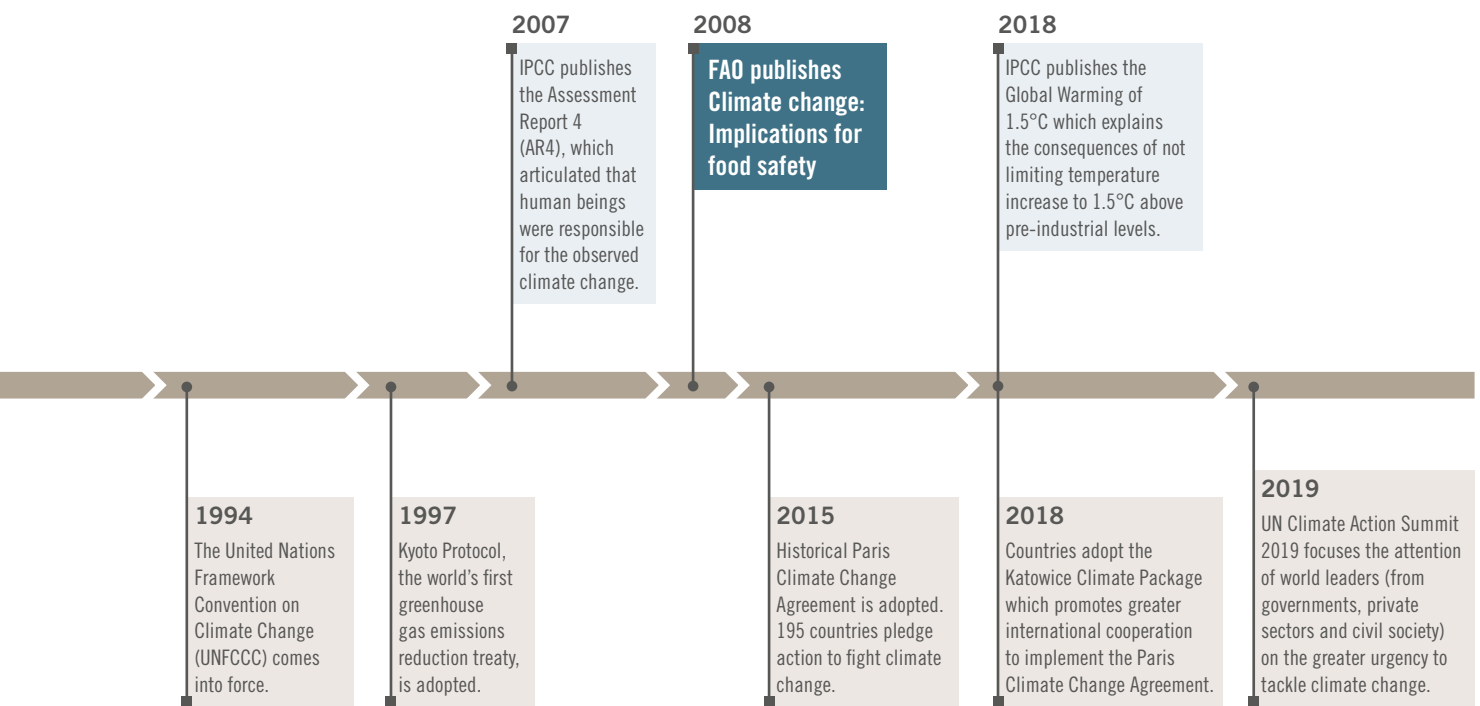 2007
IPCC publishes
the Assessment
Report 4
(AR4), which
articulated that
human beings
were responsible
for the observed
climate change.
2008
FAO publishes
Climate change:
Implications for
food safety
2018
IPCC publishes the
Global Warming of
1.5°C which explains
the consequences of not
limiting temperature
increase to 1.5°C above
pre-industrial levels.
1994
The United Nations
Framework
Convention on
Climate Change
(UNFCCC) comes
into force.
1997
Kyoto Protocol,
the world's first
greenhouse
gas emissions
reduction treaty,
is adopted.
2015
Historical Paris
Climate Change
Agreement is adopted.
195 countries pledge
action to fight climate
change.
2018
Countries adopt the
Katowice Climate Package
which promotes greater
international cooperation
to implement the Paris
Climate Change Agreement.
2019
UN Climate Action Summit
2019 focuses the attention
of world leaders (from
governments, private
sectors and civil society)
on the greater urgency to
tackle climate change.